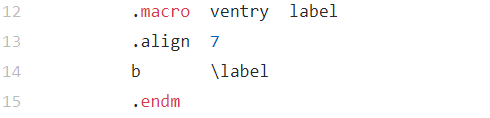 12 .macro ventry label
13 .align 7
14 b \label
15 .endm